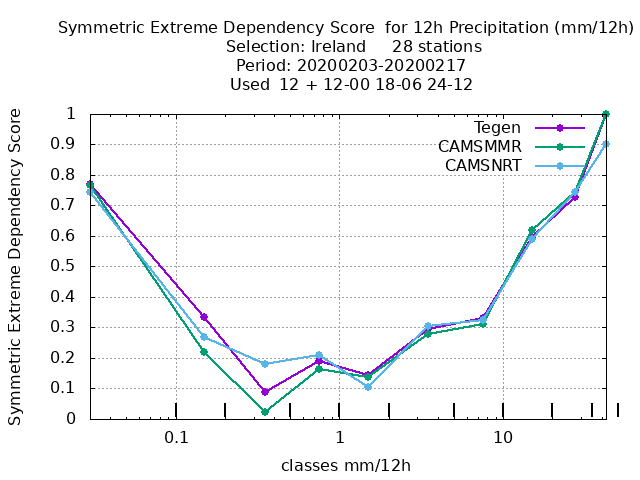 Symmetric Extreme Dependency Score  for 12h Precipitation (mm/12h)
Selection: Ireland     28 stations
Period: 20200203-20200217
Used  12 + 12-00 18-06 24-12
Symmetric Extreme Dependency Score
1
0.9
0.8
0.7
0.6
0.5
0.4
0.3
0.2
0.1
0
Tegen
CAMSMMR
CAMSNRT
0.1 1 10
classes mm/12h